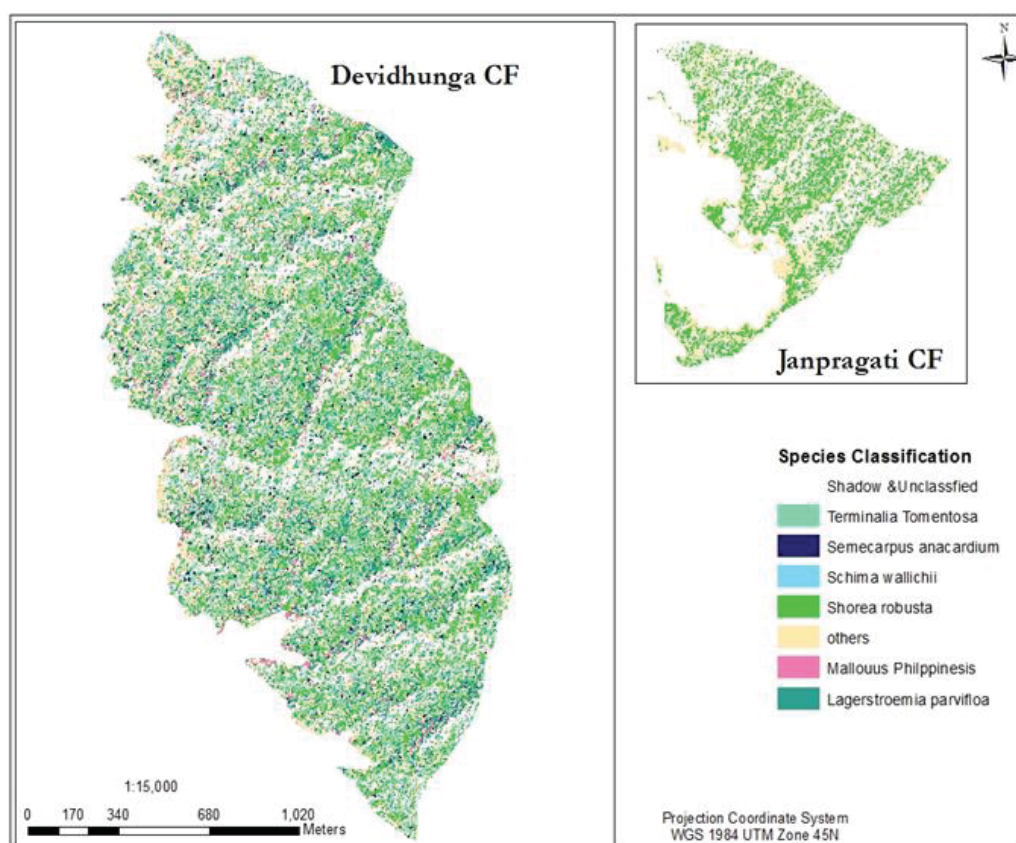 Devidhunga CF
N
Janpragati CF
Species Classification
Shadow &Unclassfied
Terminalia Tomentosa
Semecarpus anacardium
Schima wallichii
Shorea robusta
others
Mallouus Philppinesis
Lagerstroemia parvifloa
1:15,000
0 170 340 680 1,020
Meters
Projection Coordinate System
WGS 1984 UTM Zone 45N